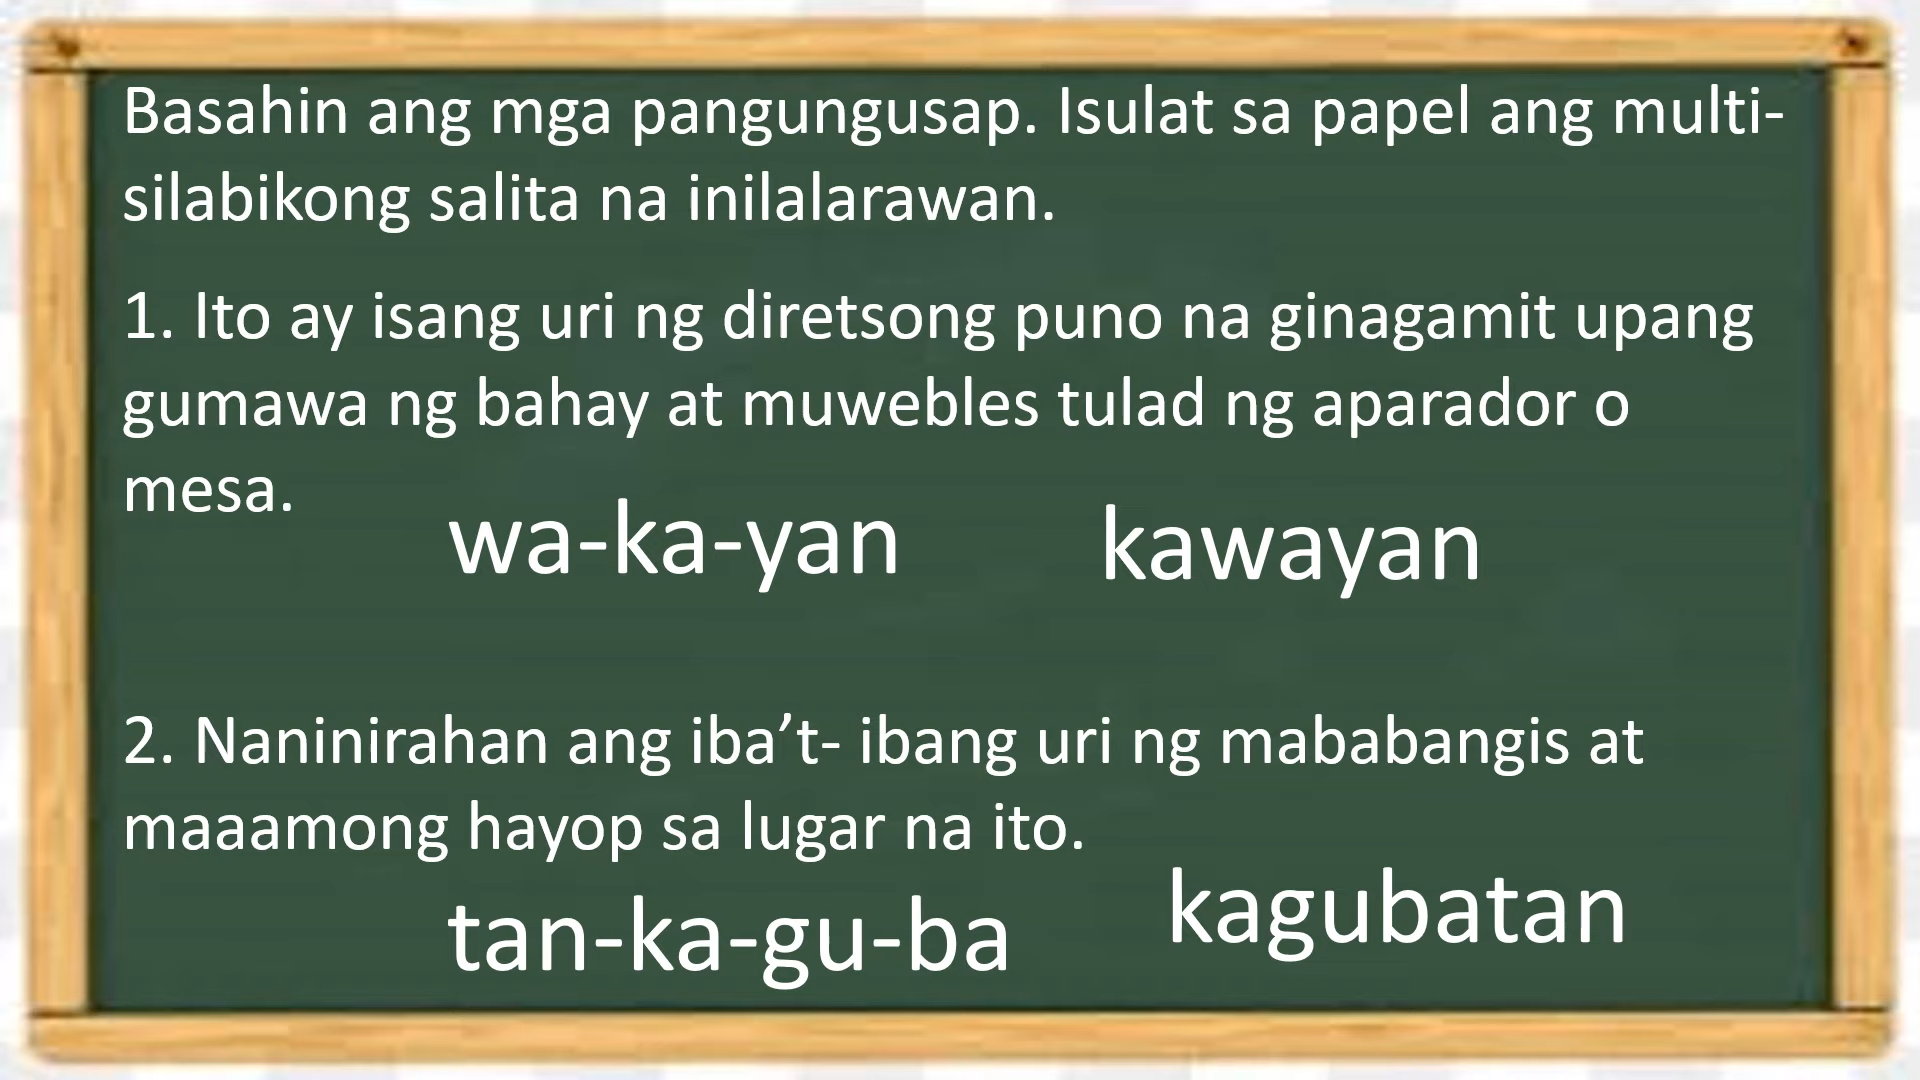 Basahin ang mga pangungusap. Isulat sa papel ang multi-
silabikong salita na inilalarawan.
1. Ito ay isang uri ng diretsong puno na ginagamit upang
gumawa ng bahay at muwebles tulad ng aparador o
mesa.
wa-ka-yan kawayan
2. Naninirahan ang iba’t- ibang uri ng mababangis at
maaamong hayop sa lugar na ito.
tan-ka-gu-ba kagubatan